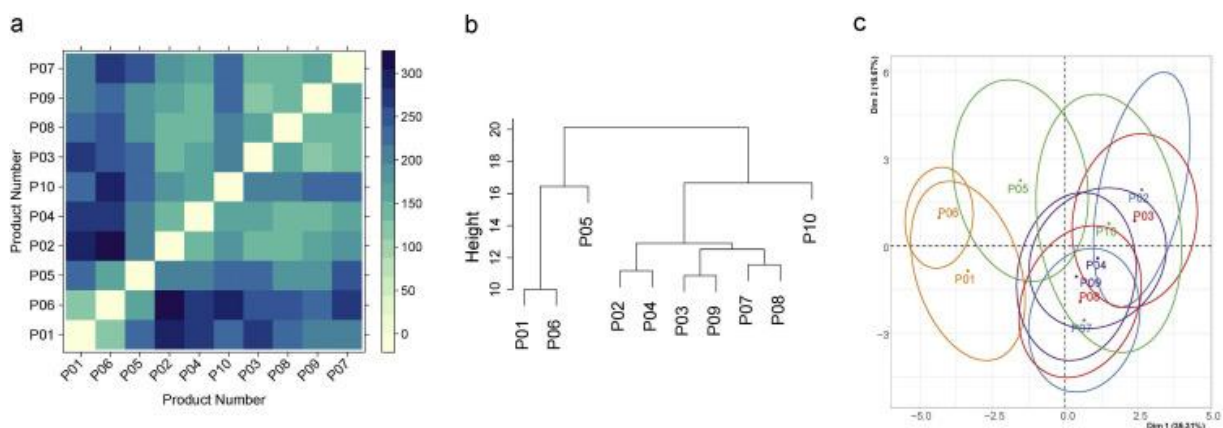 a
P07
P09
P08
P03
P10
P04
P02
P05
P06
P01
Product Number
P01 P06 P05 P02 P04 P10 P03 P08 P09 P07
Product Number
300
250
200
150
100
50
0
b
Height
20
18
16
14
12
10
P01
P06
P05
P02
P04
P03
P09
P07
P08
P10
c
6
3
0
−3
−5.0 −2.5 0.0 2.5 5.0
P05
P06
P01
P02
P03
P10
P04
P09
P08
P07